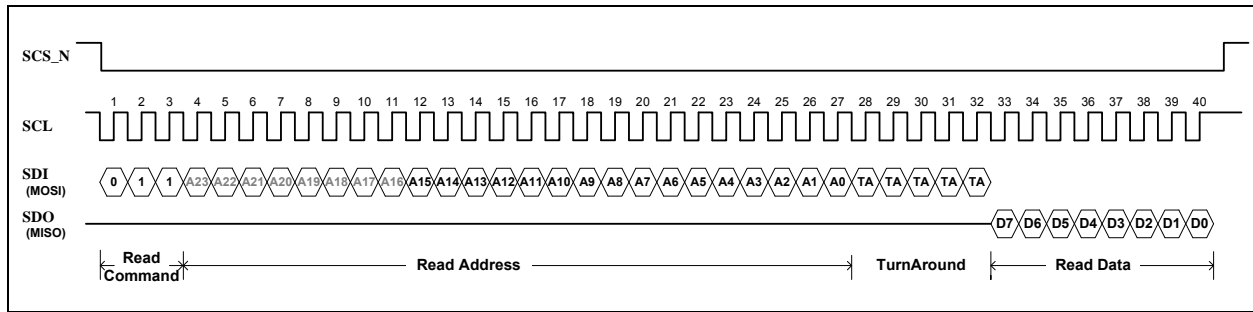 SCS_N
1 2 3 4 5 6 7 8 9 10 11 12 13 14 15 16 17 18 19 20 21 22 23 24 25 26 27 28 29 30 31 32 33 34 35 36 37 38 39 40
SCL
SDI 0 1 1 A23 A22 A21 A20 A19 A18 A17 A16 A15 A14 A13 A12 A11 A10 A9 A8 A7 A6 A5 A4 A3 A2 A1 A0 TA TA TA TA TA
(MOSI)
SDO D7 D6 D5 D4 D3 D2 D1 D0
(MISO)
Read Command Read Address TurnAround Read Data